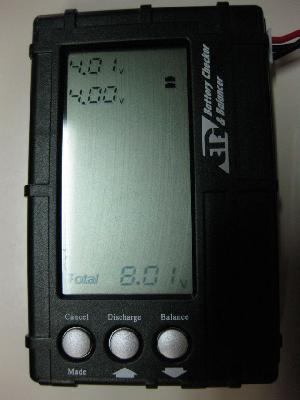 4.01v
4.00v
Battery Checker
& Balancer
Total 8.01v
Cancel Discharge Balance
Mode